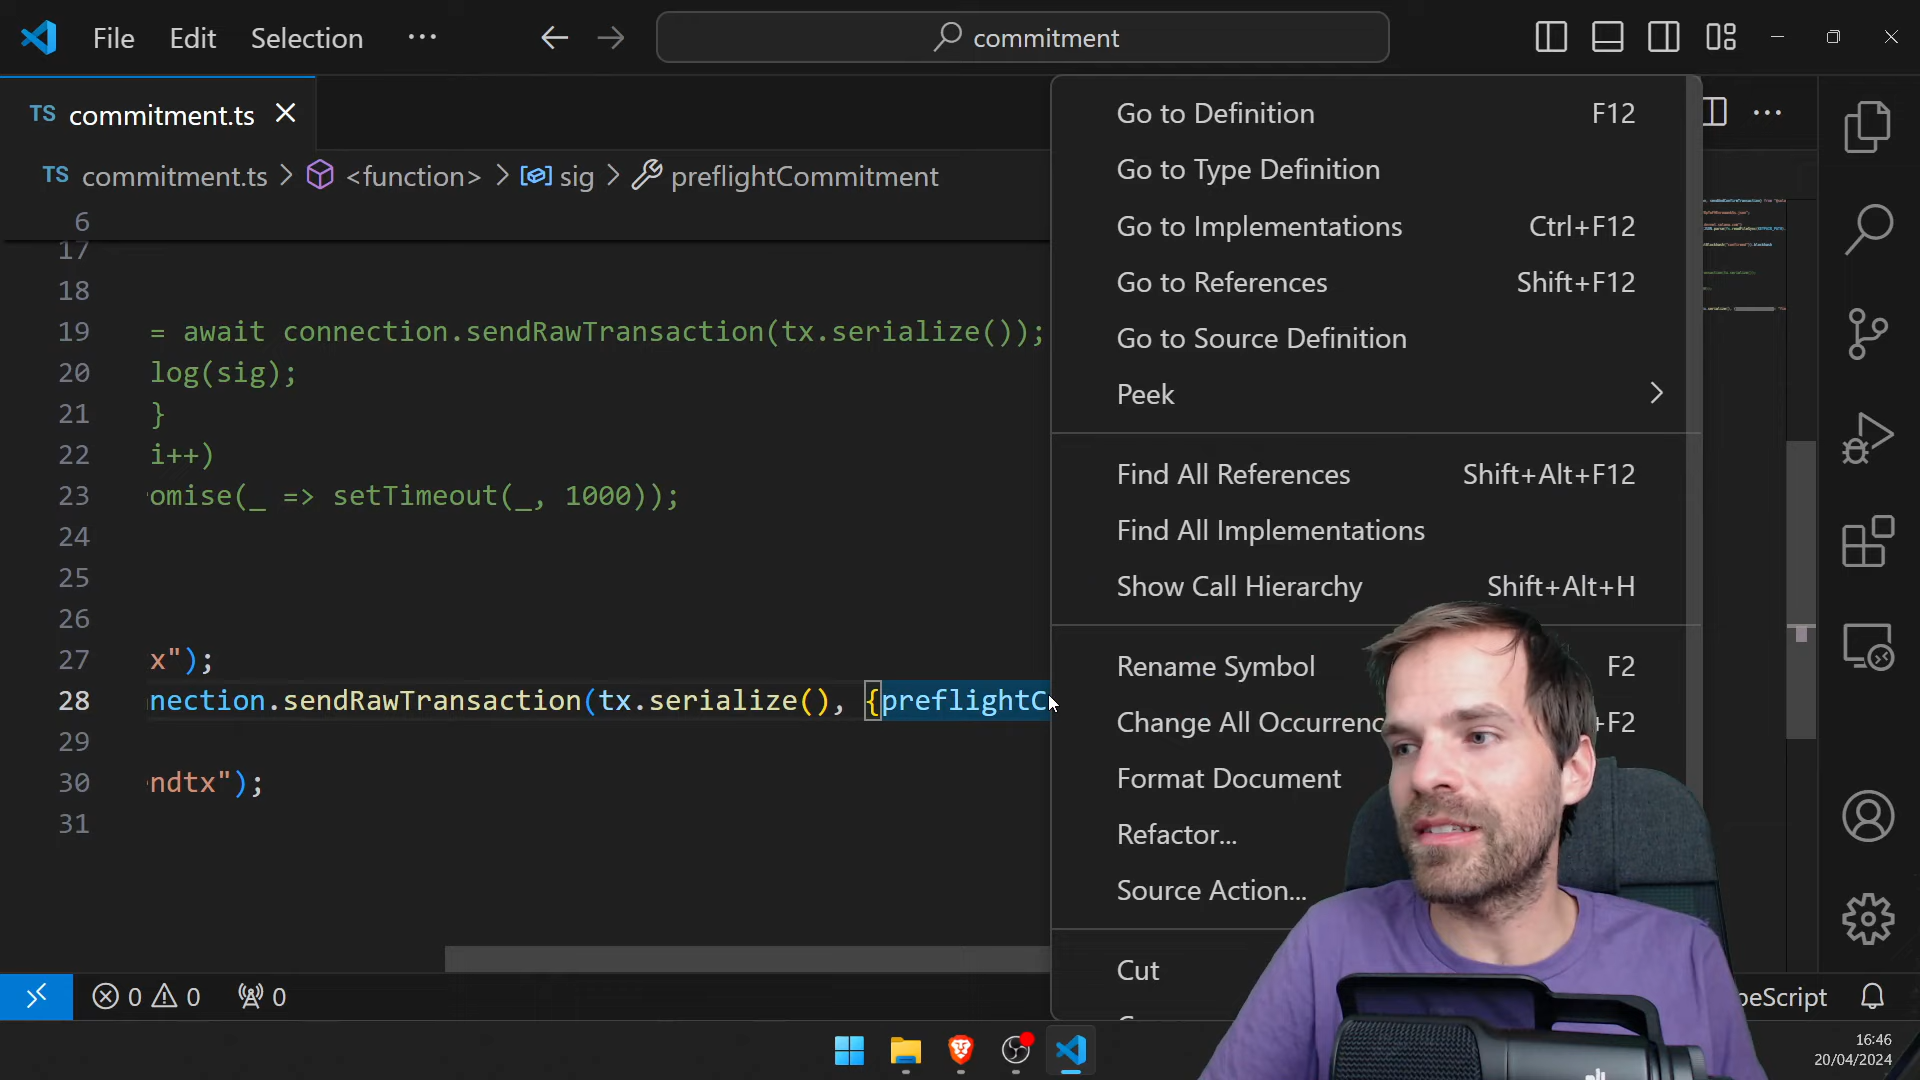 File Edit Selection ... commitment
TS commitment.ts
TS commitment.ts > <function> > sig > preflightCommitment
6
17
18
19 = await connection.sendRawTransaction(tx.serialize());
20 log(sig);
21 }
22 i++)
23 omise(_ => setTimeout(_, 1000));
24
25
26
27 x");
28 nection.sendRawTransaction(tx.serialize(), {preflightC
29
30 ndtx");
31
Go to Definition F12
Go to Type Definition
Go to Implementations Ctrl+F12
Go to References Shift+F12
Go to Source Definition
Peek
Find All References Shift+Alt+F12
Find All Implementations
Show Call Hierarchy Shift+Alt+H
Rename Symbol F2
Change All Occurrenc +F2
Format Document
Refactor...
Source Action...
Cut
0 0 0 peScript
16:46
20/04/2024